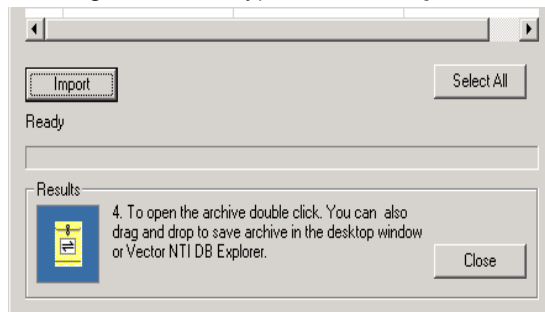 Import
Select All
Ready
Results
4. To open the archive double click. You can also
drag and drop to save archive in the desktop window
or Vector NTI DB Explorer.
Close